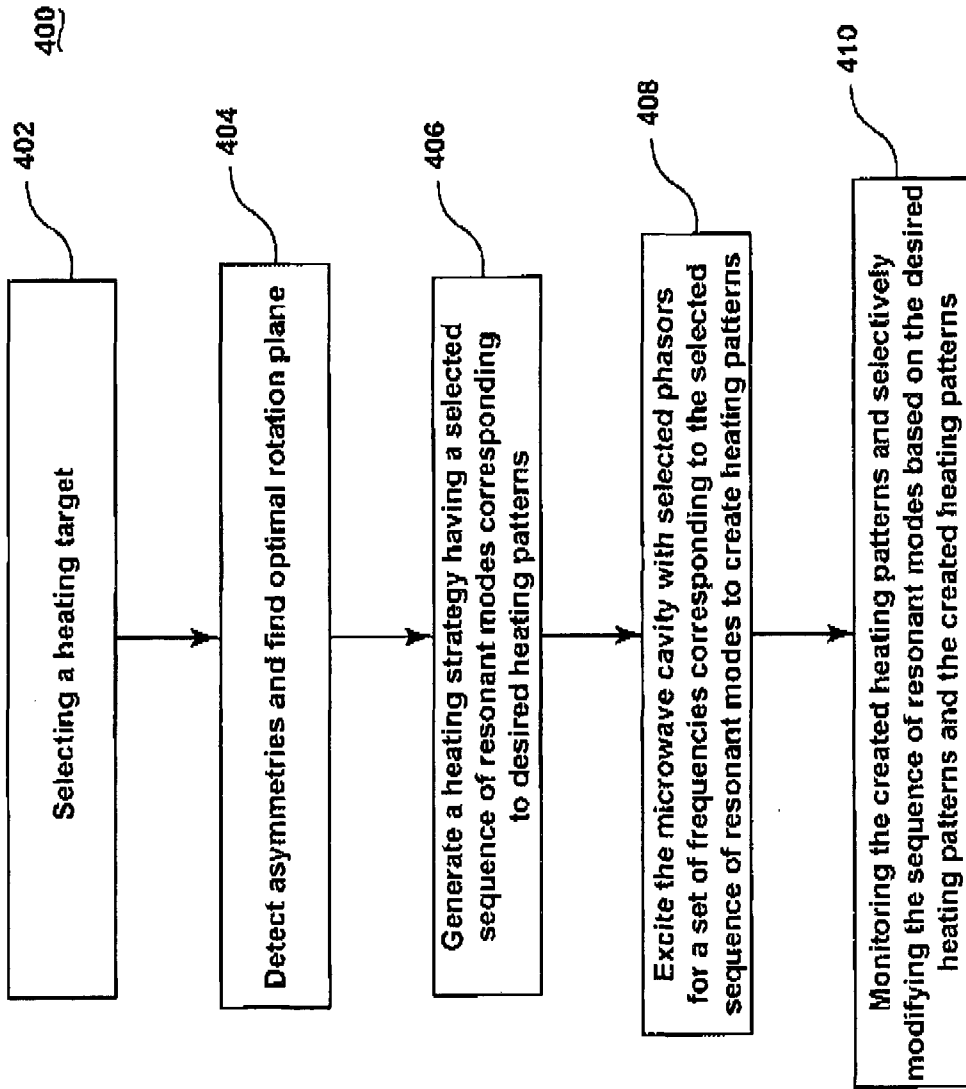 400
402
Selecting a heating target
404
Detect asymmetries and find optimal rotation plane
406
Generate a heating strategy having a selected
sequence of resonant modes corresponding
to desired heating patterns
408
Excite the microwave cavity with selected phasors
for a set of frequencies corresponding to the selected
sequence of resonant modes to create heating patterns
410
Monitoring the created heating patterns and selectively
modifying the sequence of resonant modes based on the desired
heating patterns and the created heating patterns